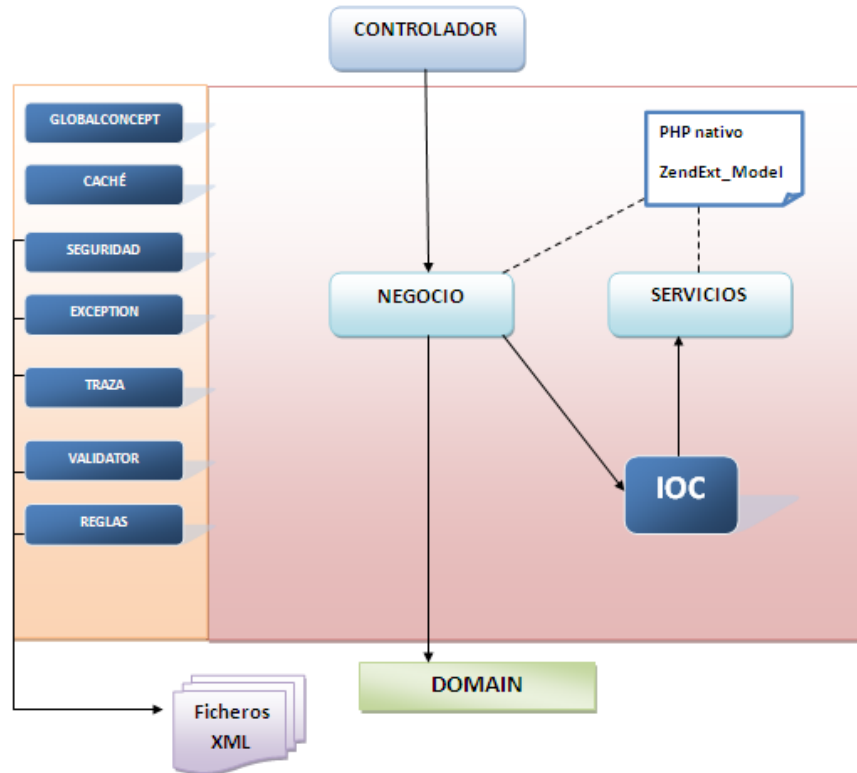 CONTROLADOR
GLOBALCONCEPT
CACHÉ
SEGURIDAD
EXCEPTION
TRAZA
VALIDATOR
REGLAS
PHP nativo
ZendExt_Model
NEGOCIO
SERVICIOS
IOC
DOMAIN
Ficheros
XML